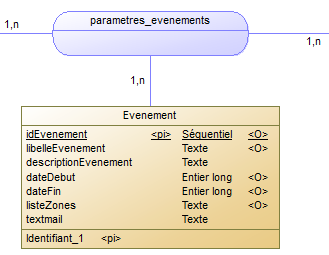 parametres_evenements
1,n
1,n
1,n
Evenement
idEvenement <pi> Séquentiel <O>
libelleEvenement Texte <O>
descriptionEvenement Texte
dateDebut Entier long <O>
dateFin Entier long <O>
listeZones Texte <O>
textmail Texte
Identifiant_1 <pi>